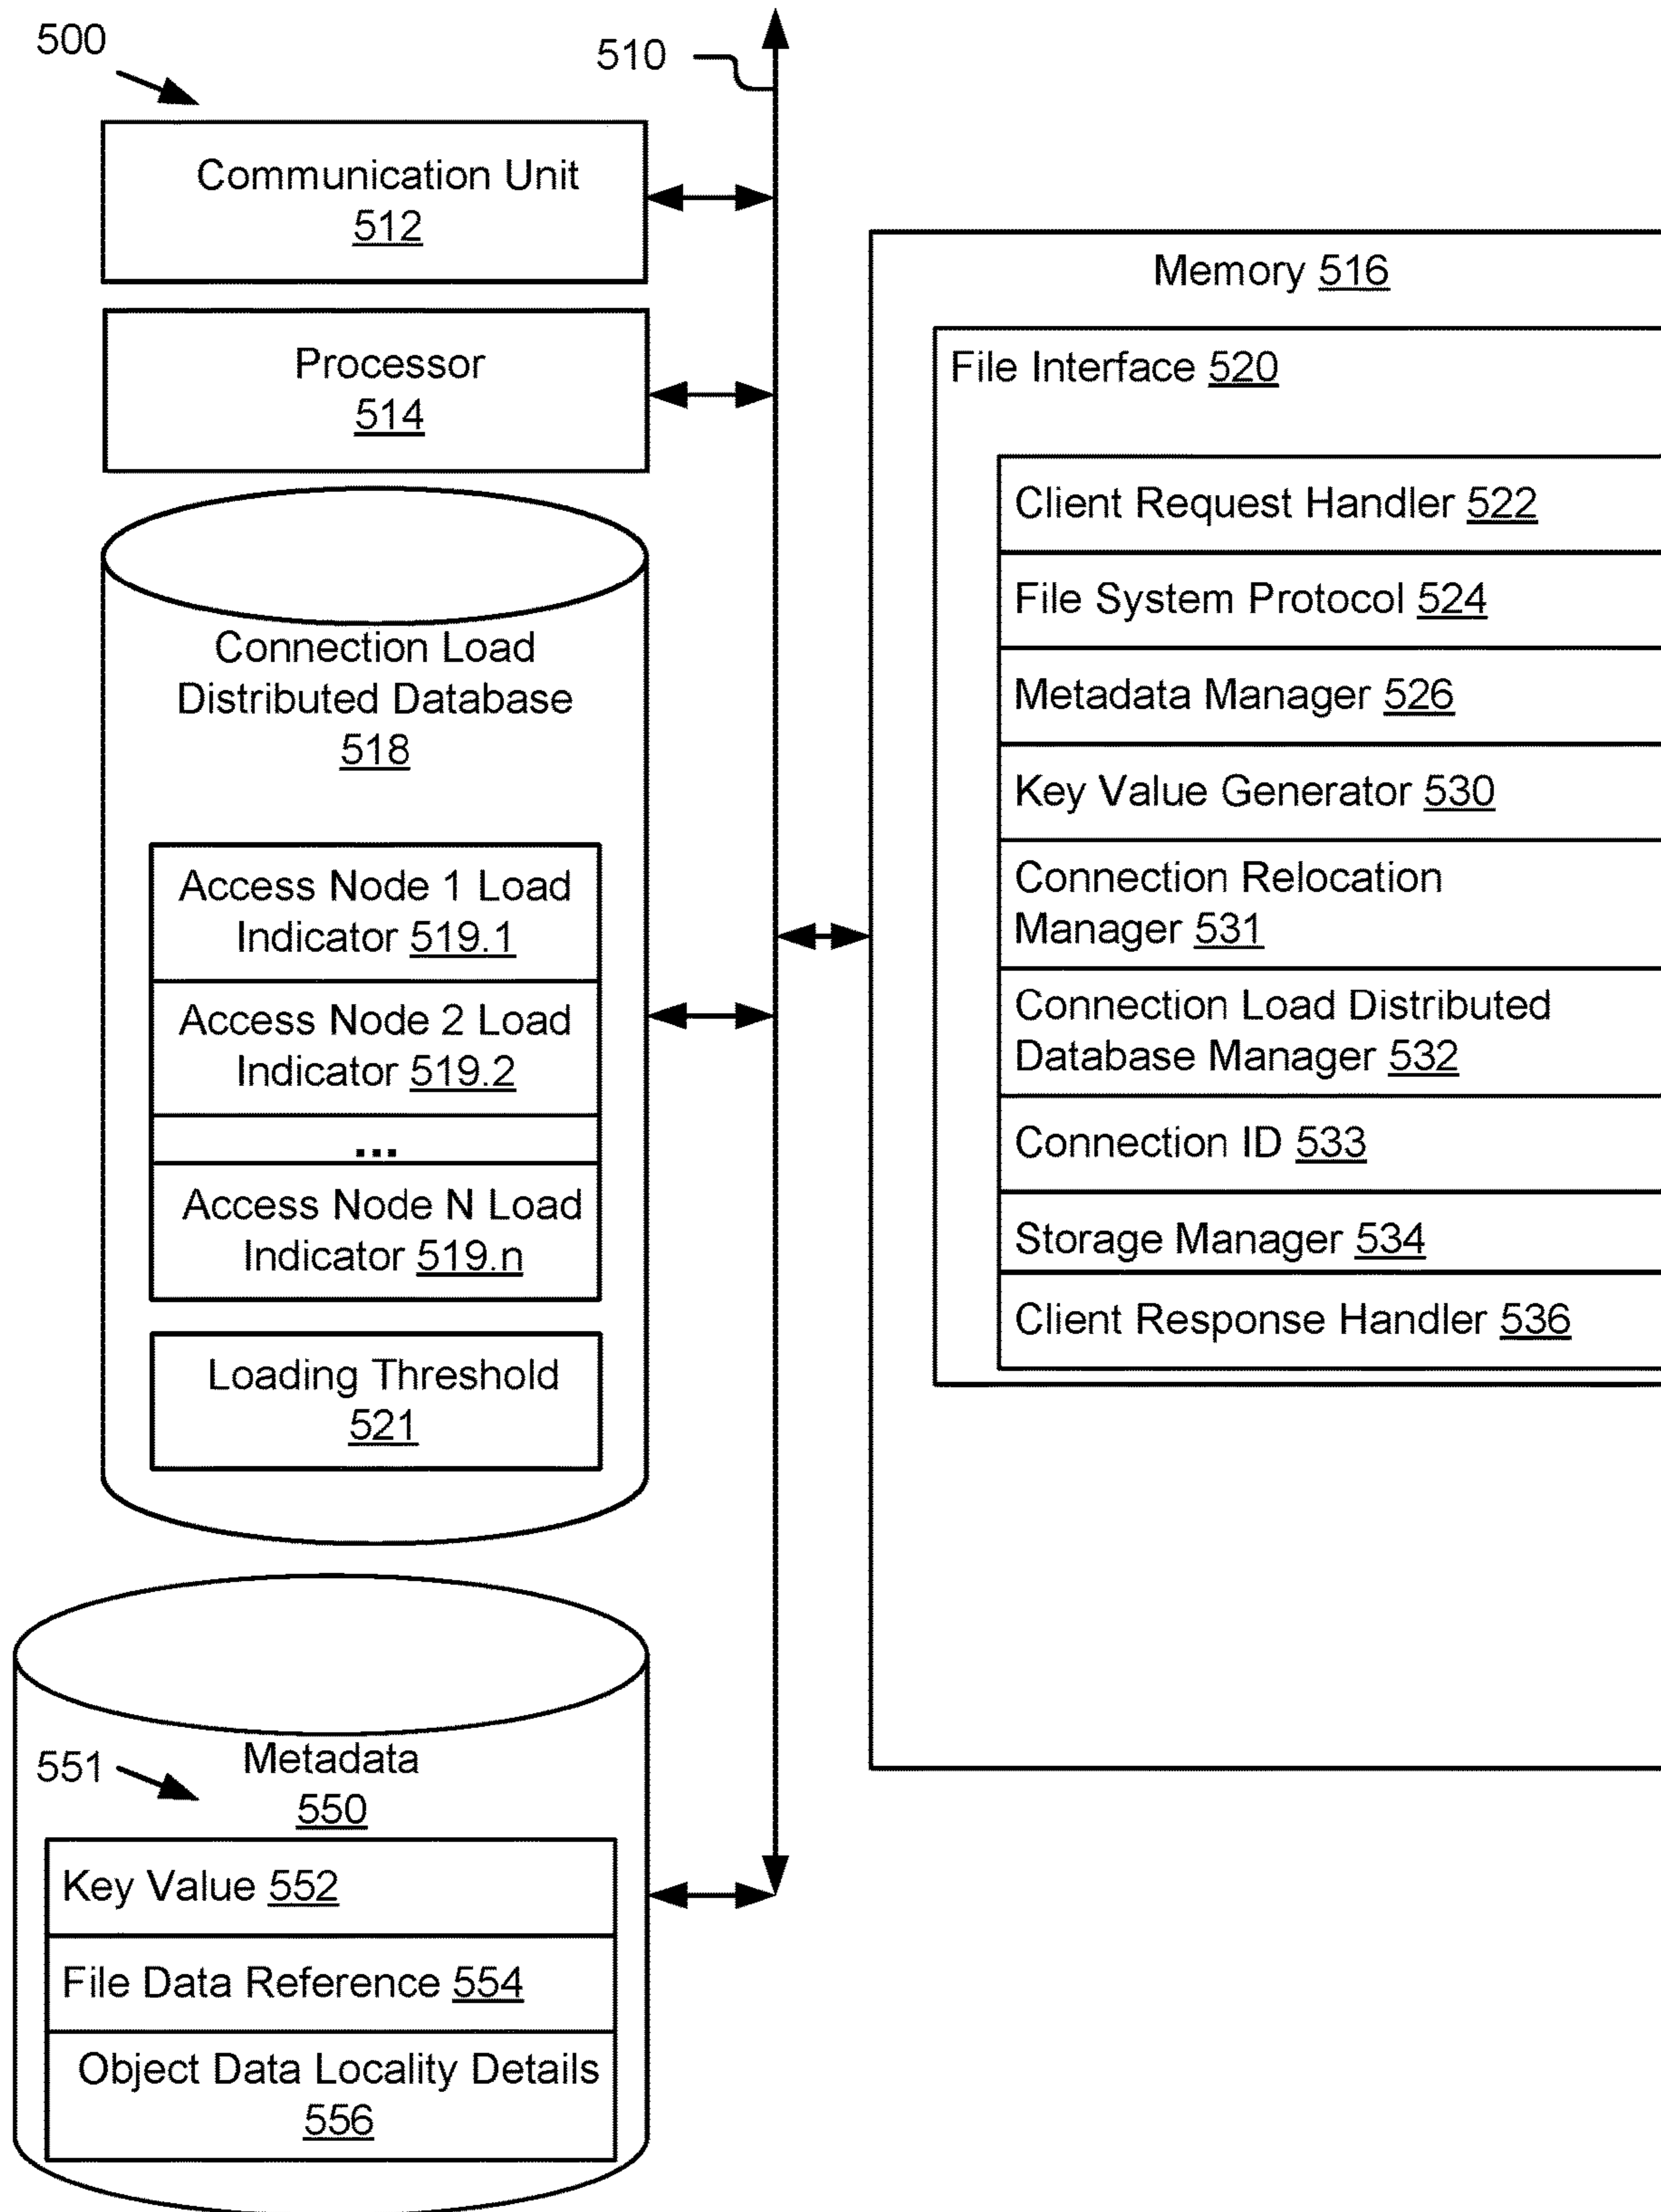 500
510
Communication Unit
512
Processor
514
Connection Load
Distributed Database
518
Access Node 1 Load
Indicator 519.1
Access Node 2 Load
Indicator 519.2
...
Access Node N Load
Indicator 519.n
Loading Threshold
521
Metadata
550
551
Key Value 552
File Data Reference 554
Object Data Locality Details
556
Memory 516
File Interface 520
Client Request Handler 522
File System Protocol 524
Metadata Manager 526
Key Value Generator 530
Connection Relocation
Manager 531
Connection Load Distributed
Database Manager 532
Connection ID 533
Storage Manager 534
Client Response Handler 536